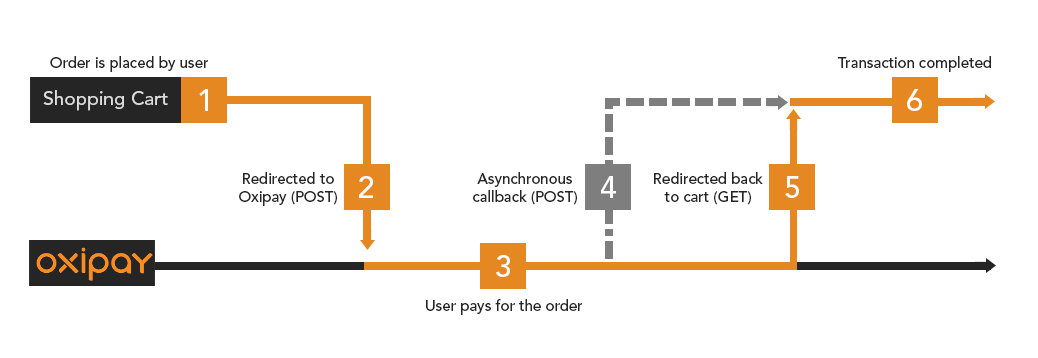 Order is placed by user
Shopping Cart
1
Redirected to
Oxipay (POST)
2
oxipay
3
User pays for the order
Asynchronous
callback (POST)
4
Redirected back
to cart (GET)
5
Transaction completed
6